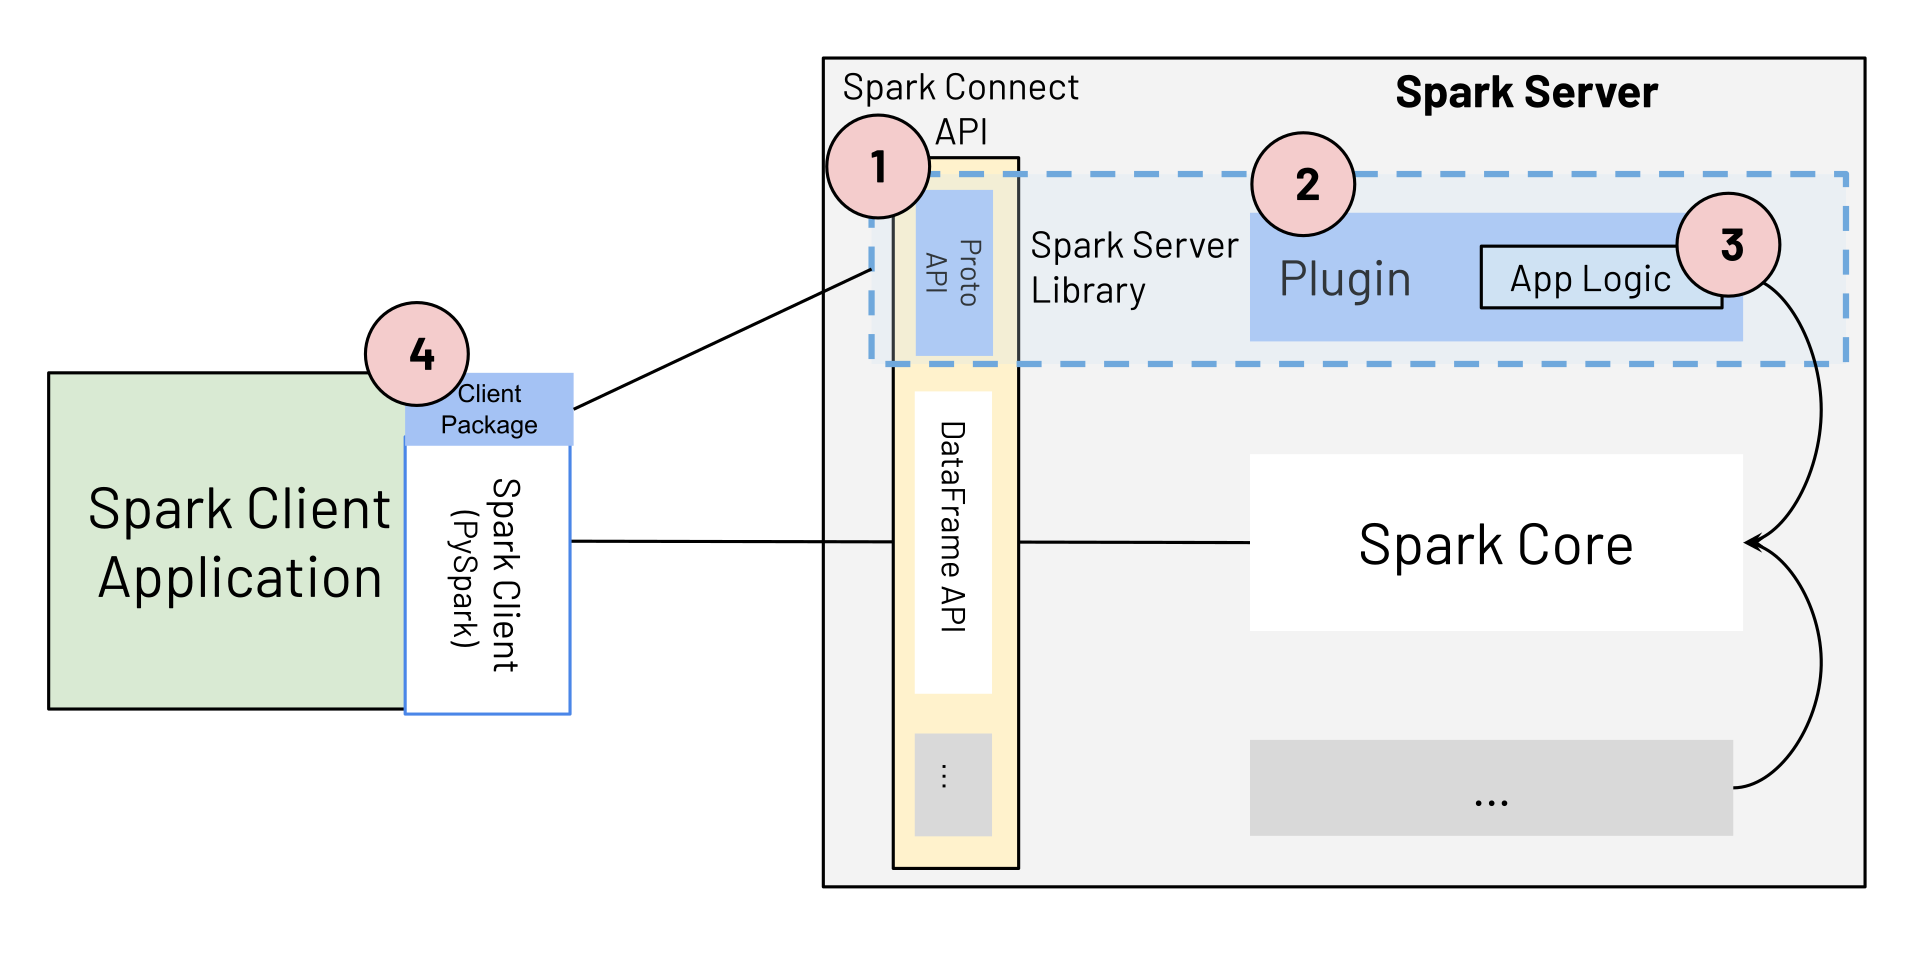 Spark Connect
API
Spark Server
1
2
3
Proto
API
Spark Server
Library
Plugin
App Logic
4
Client
Package
Spark Client
Application
Spark Client
(PySpark)
DataFrame API
Spark Core
...
...